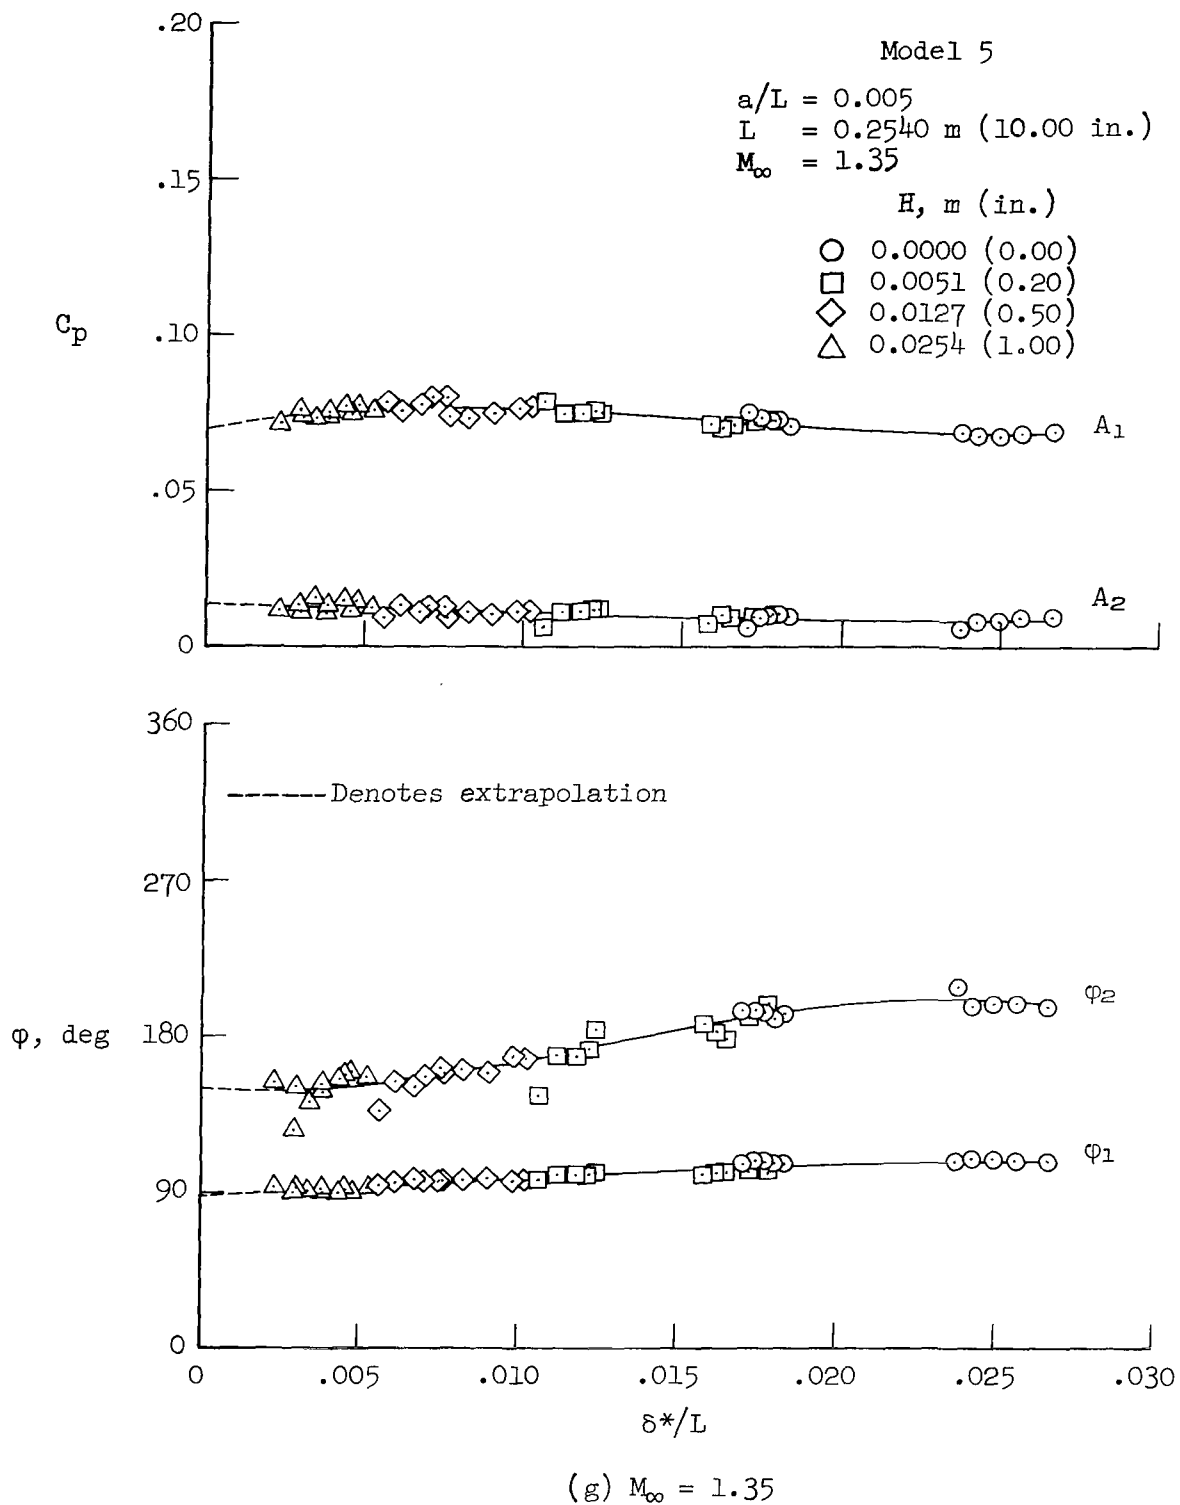 .20
Model 5
a/L = 0.005
L = 0.2540 m (10.00 in.)
M∞ = 1.35
.15
H, m (in.)
0.0000 (0.00)
0.0051 (0.20)
0.0127 (0.50)
0.0254 (1.00)
Cp
.10
A1
.05
A2
0
360
Denotes extrapolation
270
φ2
φ, deg
180
φ1
90
0
0 .005 .010 .015 .020 .025 .030
δ*/L
(g) M∞ = 1.35